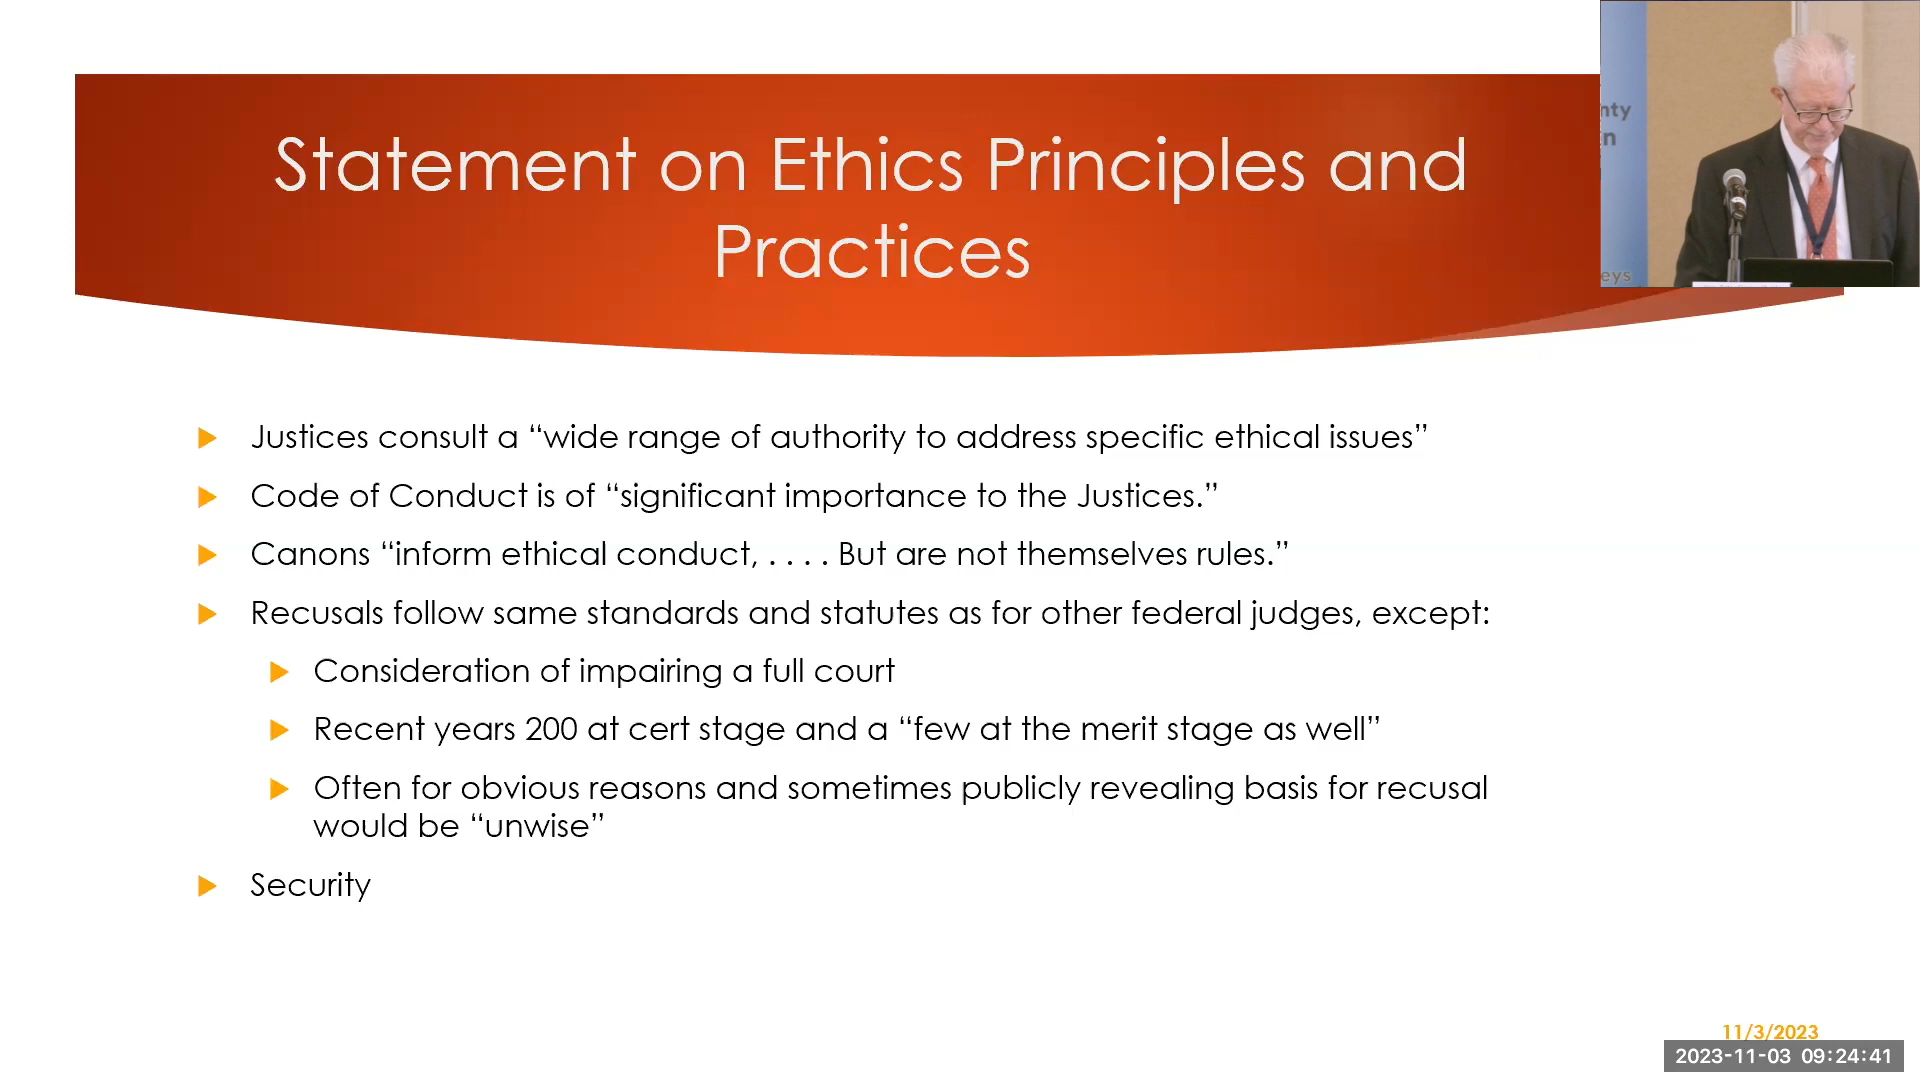 Statement on Ethics Principles and
Practices
nty
n
eys
Justices consult a “wide range of authority to address specific ethical issues”
Code of Conduct is of “significant importance to the Justices.”
Canons “inform ethical conduct, . . . . But are not themselves rules.”
Recusals follow same standards and statutes as for other federal judges, except:
Consideration of impairing a full court
Recent years 200 at cert stage and a “few at the merit stage as well”
Often for obvious reasons and sometimes publicly revealing basis for recusal
would be “unwise”
Security
11/3/2023
2023-11-03 09:24:41